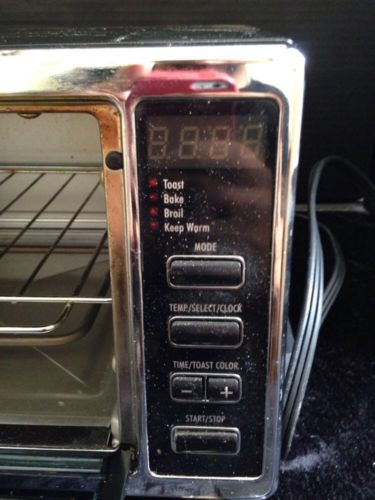 Toast
Bake
Broil
Keep Warm
MODE
TEMP/SELECT/CLOCK
TIME/TOAST COLOR
− +
START/STOP